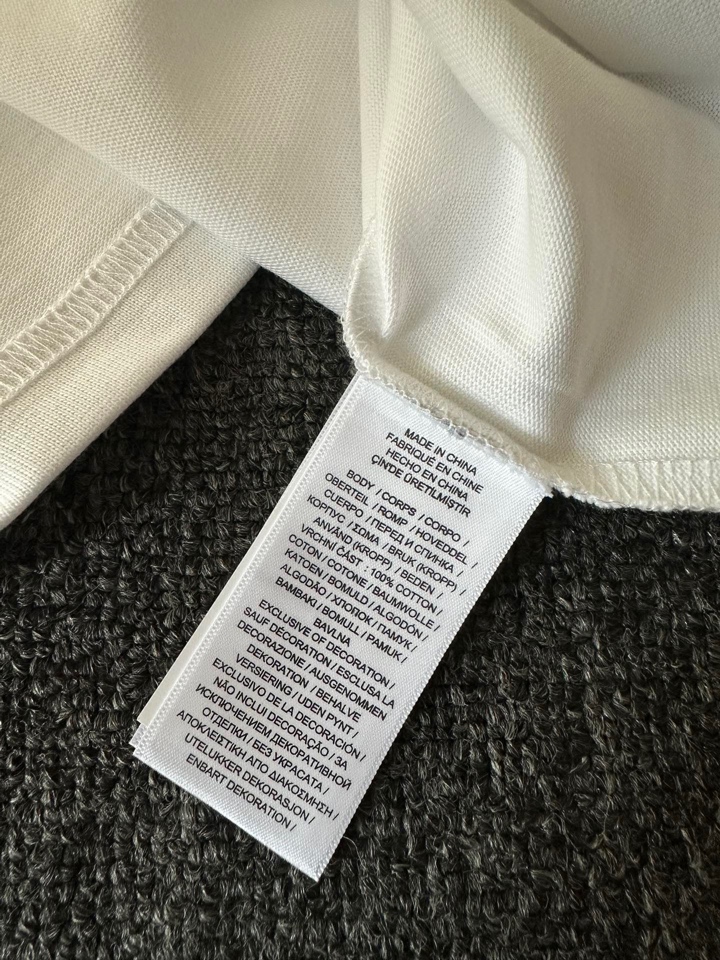 MADE IN CHINA
FABRIQUÉ EN CHINE
HECHO EN CHINA
ÇİN'DE ÜRETİLMİŞTİR
BODY / CORPS / CORPO /
OBERTEIL / ROMP / HOVEDDEL
CUERPO / ПЕРЕД И СПИНКА
КОРПУС / ΣΩΜΑ / BRUK (KROPP) /
ANVÄND (KROPP) / BEDEN /
VRCHNÍ ČÁST : 100% COTTON /
COTON / COTONE / BAUMWOLLE /
KATOEN / BOMULD / ALGODÓN /
ALGODÃO / ХЛОПОК / ПАМУК /
ΒΑΜΒΑΚΙ / BOMULL / PAMUK /
BAVLNA
EXCLUSIVE OF DECORATION /
SAUF DÉCORATION / ESCLUSA LA
DECORAZIONE / AUSGENOMMEN
DEKORATION / BEHALVE
VERSIERING / UDEN PYNT /
EXCLUSIVO DE LA DECORACIÓN /
NÃO INCLUI DECORAÇÃO / ЗА
ИСКЛЮЧЕНИЕМ ДЕКОРАТИВНОЙ
ОТДЕЛКИ / БЕЗ УКРАСАТА /
ΑΠΟΚΛΕΙΣΤΙΚΗ ΑΠΟ ΔΙΑΚΟΣΜΗΣΗ /
UTELUKKER DEKORASJON /
ENBART DEKORATION /